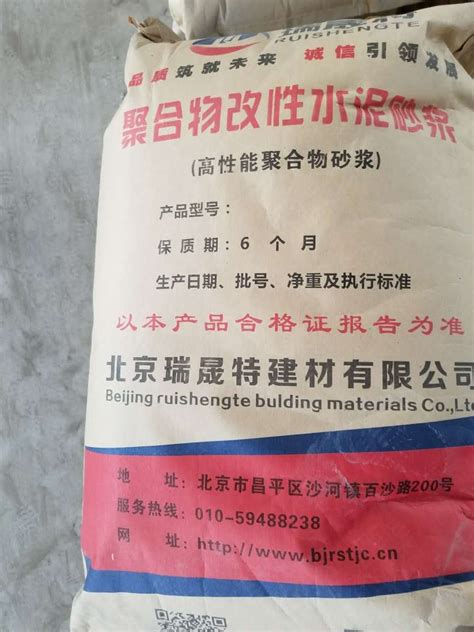 RUISHENGTE
品质筑就未来 诚信引领发展
聚合物改性水泥砂浆
(高性能聚合物砂浆)
产品型号：
保质期：6 个 月
生产日期、批号、净重及执行标准
以本产品合格证报告为准
北京瑞晟特建材有限公司
Beijing ruishengte bulding materials Co.,Lt
地 址：北京市昌平区沙河镇百沙路200号
服务热线：010-59488238
网 址：http://www.bjrstjc.cn